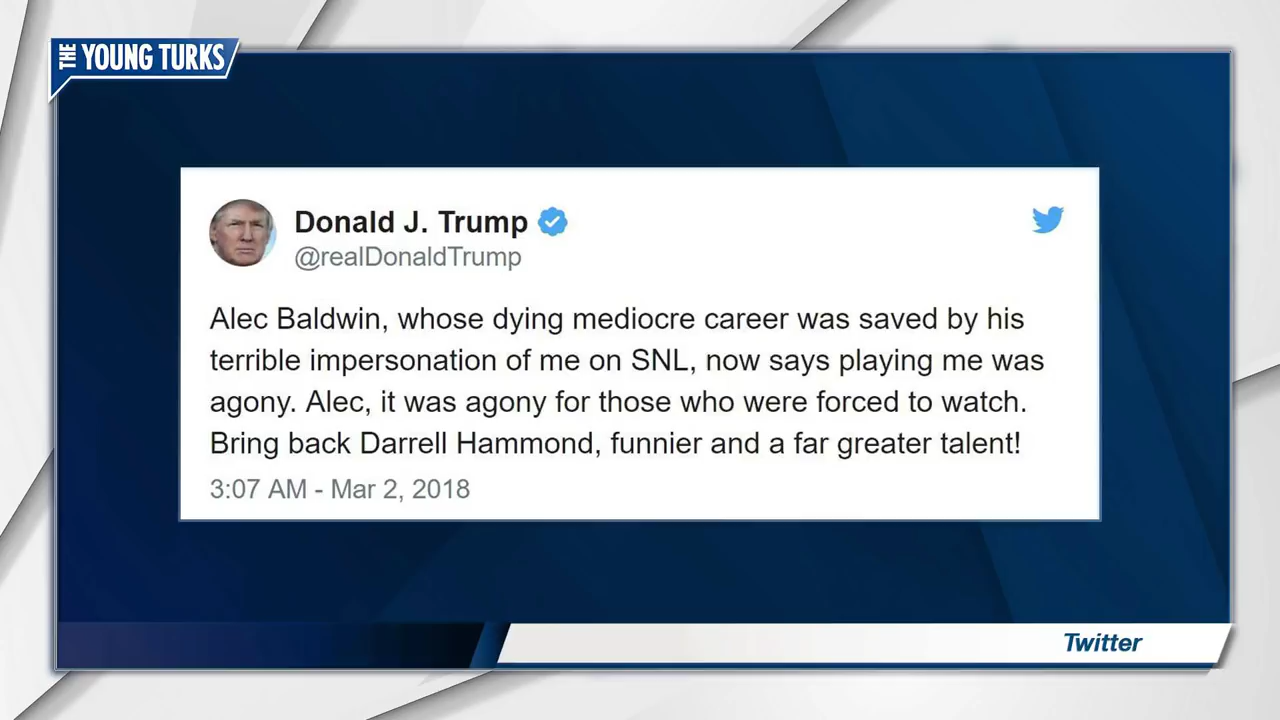 THE YOUNG TURKS
Donald J. Trump
@realDonaldTrump
Alec Baldwin, whose dying mediocre career was saved by his
terrible impersonation of me on SNL, now says playing me was
agony. Alec, it was agony for those who were forced to watch.
Bring back Darrell Hammond, funnier and a far greater talent!
3:07 AM - Mar 2, 2018
Twitter